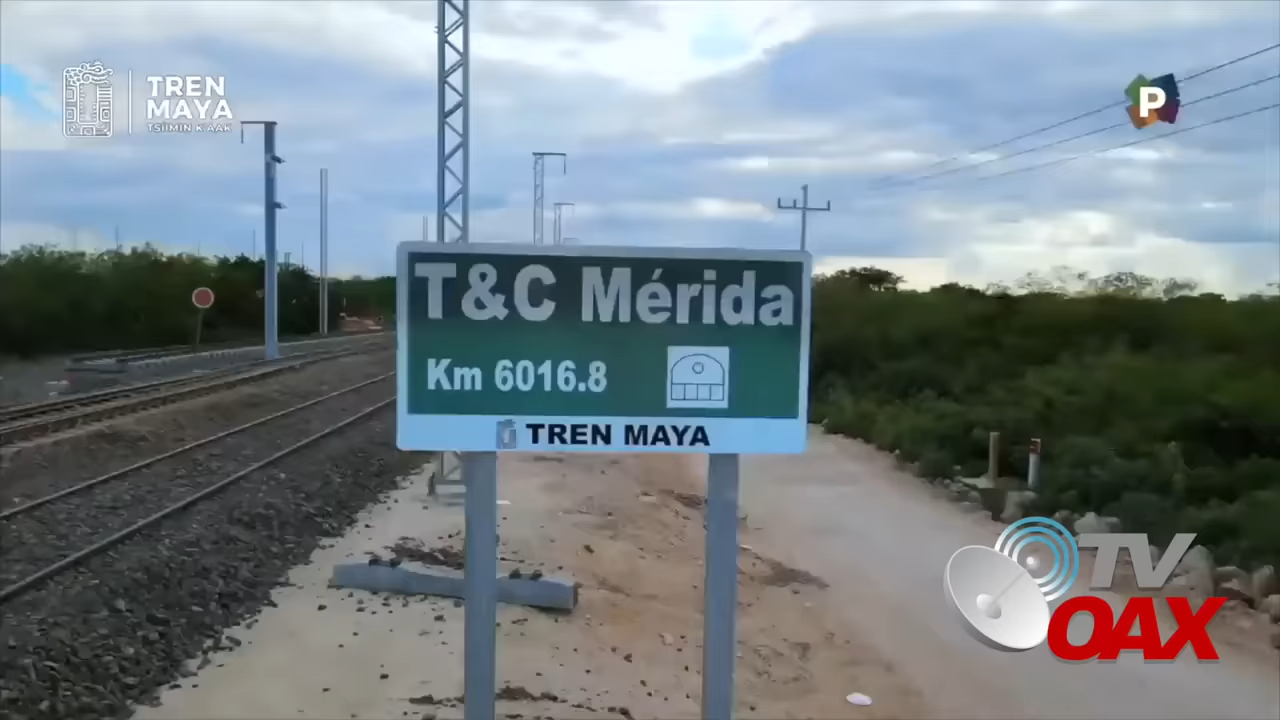 TREN
MAYA
TSIIMIN K'AAK
P
T&C Mérida
Km 6016.8
TREN MAYA
TV
OAX